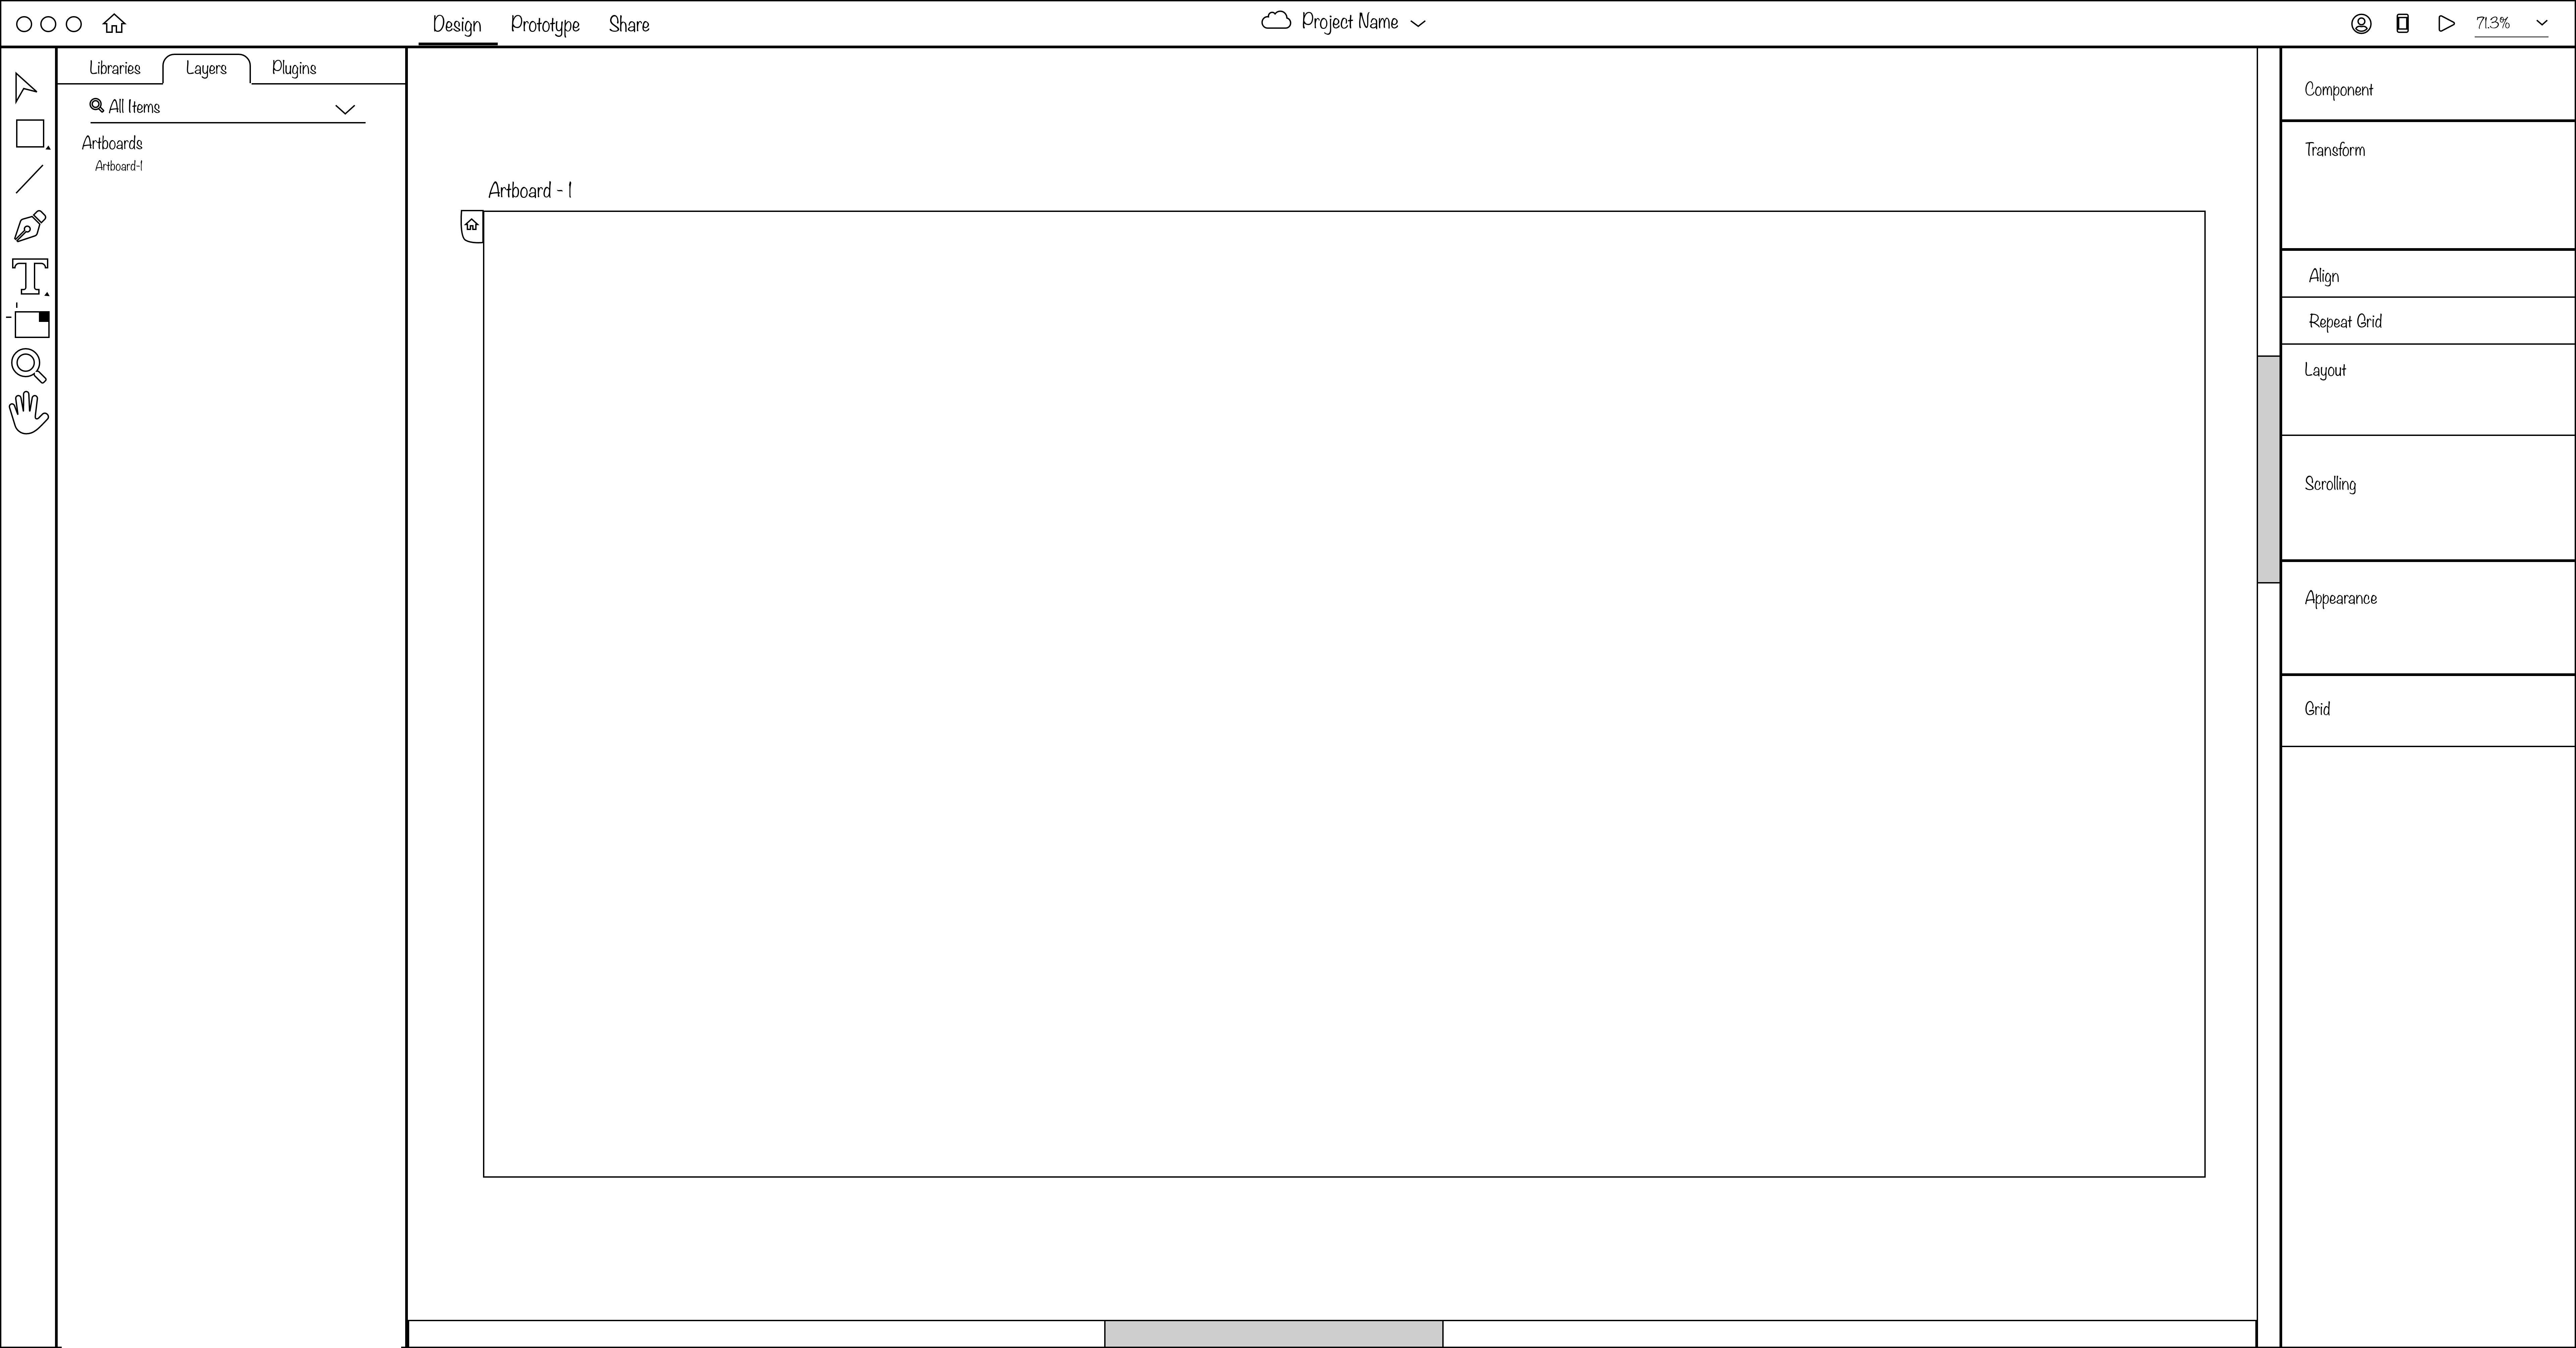 Design Prototype Share
Project Name
71.3%
Libraries Layers Plugins
All Items
Artboards
Artboard-1
T
Artboard - 1
Component
Transform
Align
Repeat Grid
Layout
Scrolling
Appearance
Grid